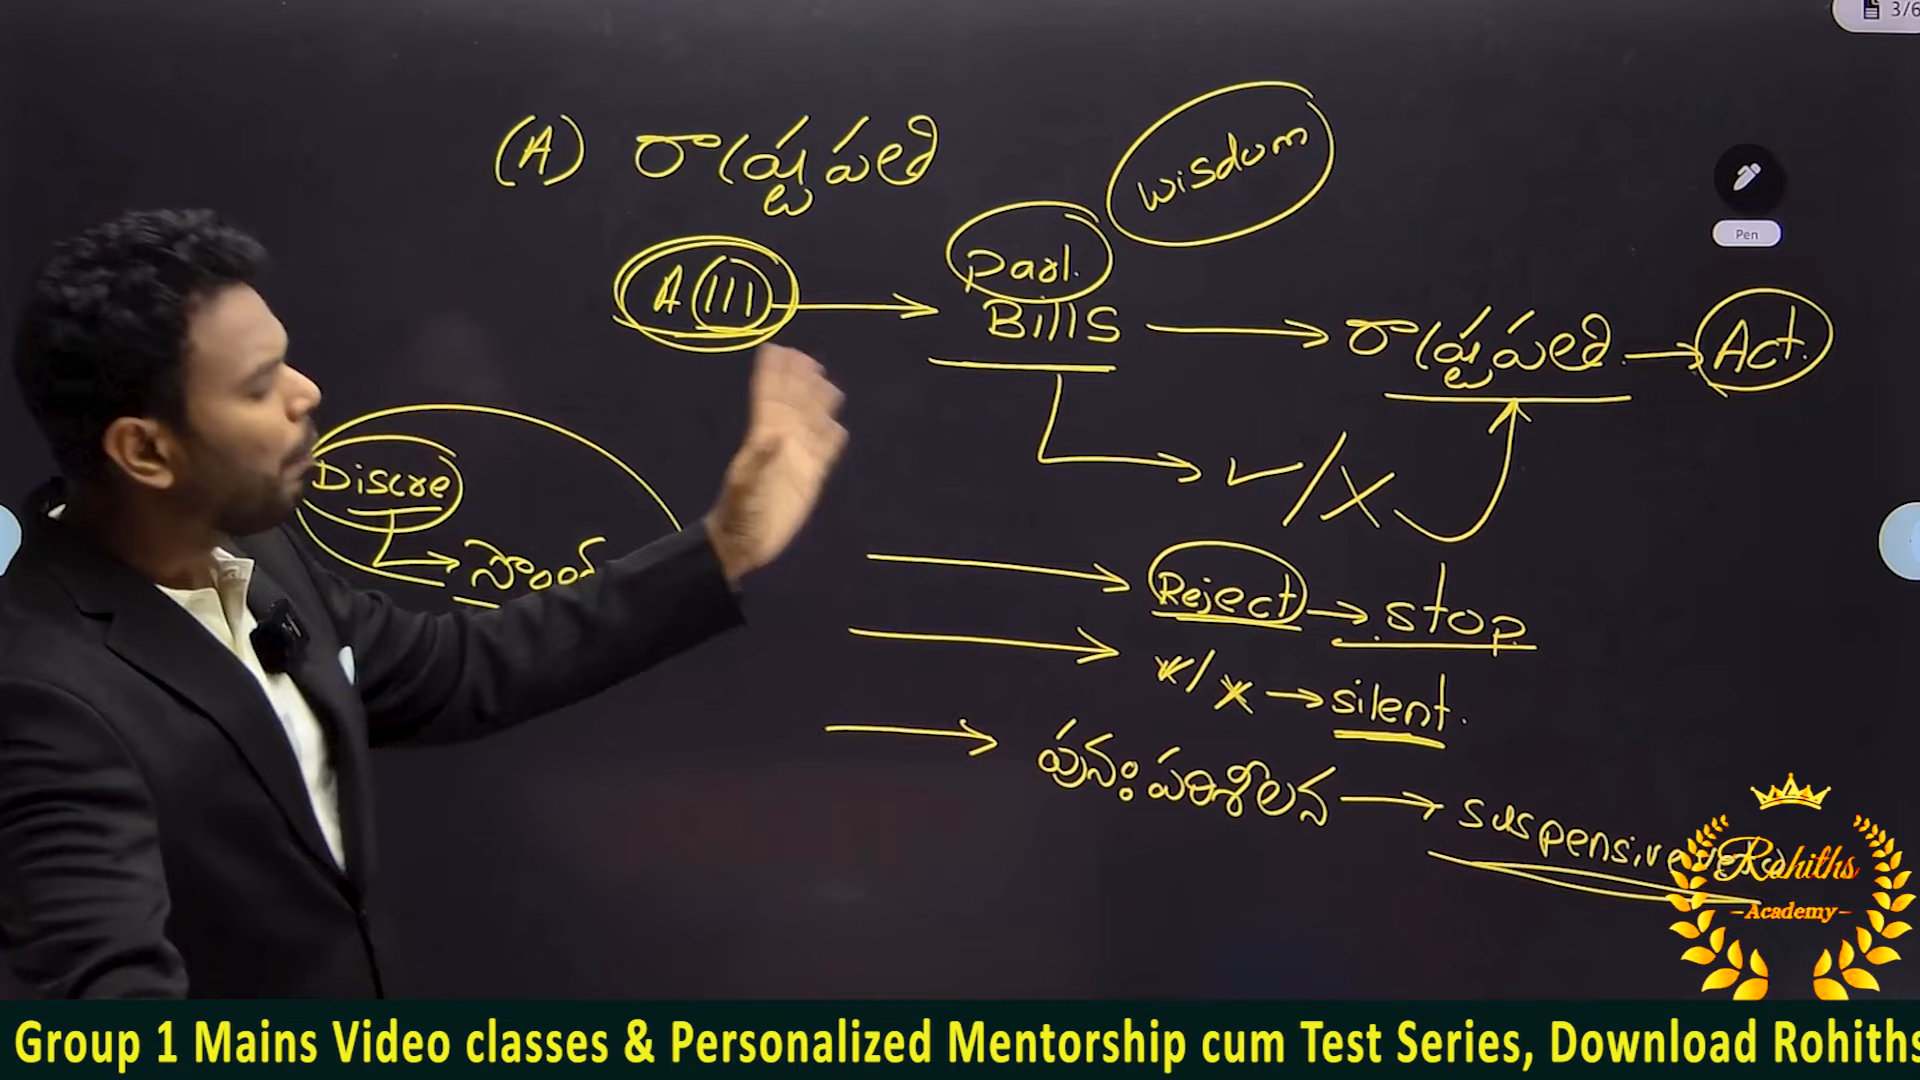 3/6
(A) రాష్ట్రపతి
wisdom
Pen
A(111) → Parl. Bills → రాష్ట్రపతి → Act.
✓/X
Discre
Reject → stop
x/x → silent.
పునఃపరిశీలన → suspensive
Rohiths
Academy
Group 1 Mains Video classes & Personalized Mentorship cum Test Series, Download Rohiths